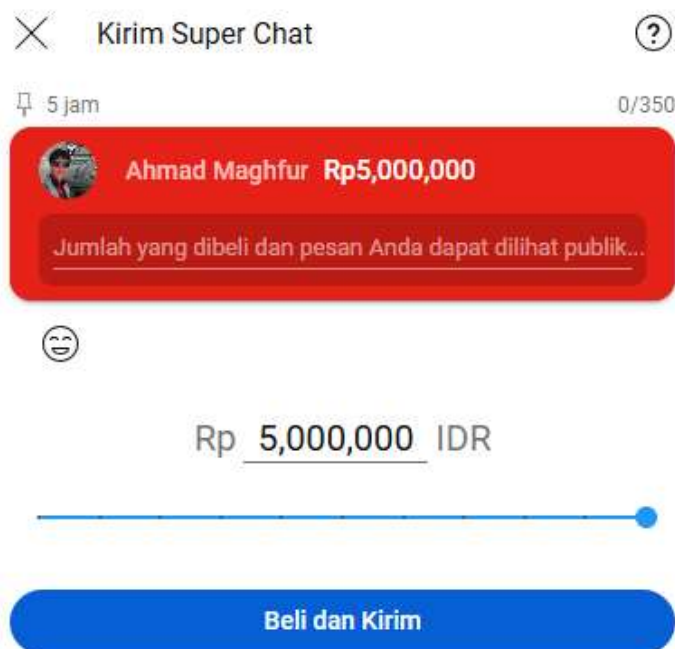 Kirim Super Chat
5 jam 0/350
Ahmad Maghfur Rp5,000,000
Jumlah yang dibeli dan pesan Anda dapat dilihat publik...
Rp 5,000,000 IDR
Beli dan Kirim